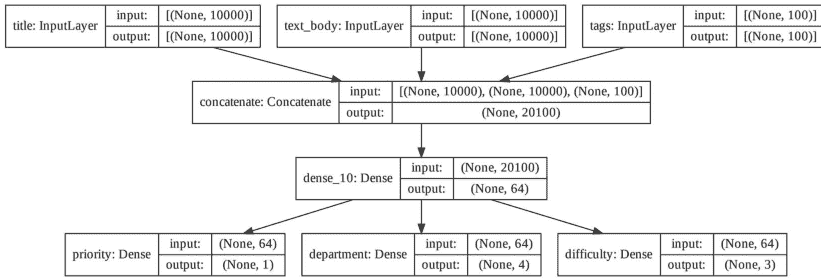 title: InputLayer input: [(None, 10000)] output: [(None, 10000)]
text_body: InputLayer input: [(None, 10000)] output: [(None, 10000)]
tags: InputLayer input: [(None, 100)] output: [(None, 100)]
concatenate: Concatenate input: [(None, 10000), (None, 10000), (None, 100)] output: (None, 20100)
dense_10: Dense input: (None, 20100) output: (None, 64)
priority: Dense input: (None, 64) output: (None, 1)
department: Dense input: (None, 64) output: (None, 4)
difficulty: Dense input: (None, 64) output: (None, 3)